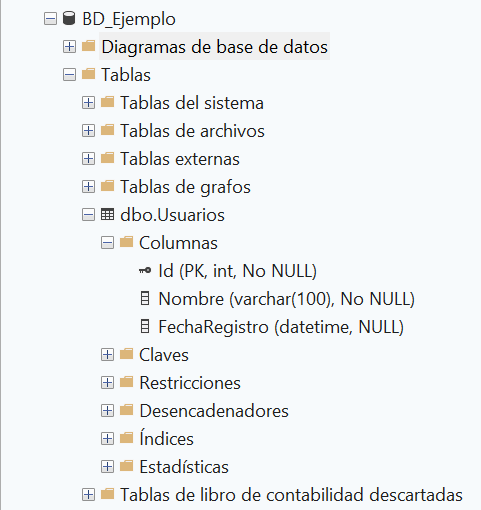 BD_Ejemplo
Diagramas de base de datos
Tablas
Tablas del sistema
Tablas de archivos
Tablas externas
Tablas de grafos
dbo.Usuarios
Columnas
Id (PK, int, No NULL)
Nombre (varchar(100), No NULL)
FechaRegistro (datetime, NULL)
Claves
Restricciones
Desencadenadores
Índices
Estadísticas
Tablas de libro de contabilidad descartadas